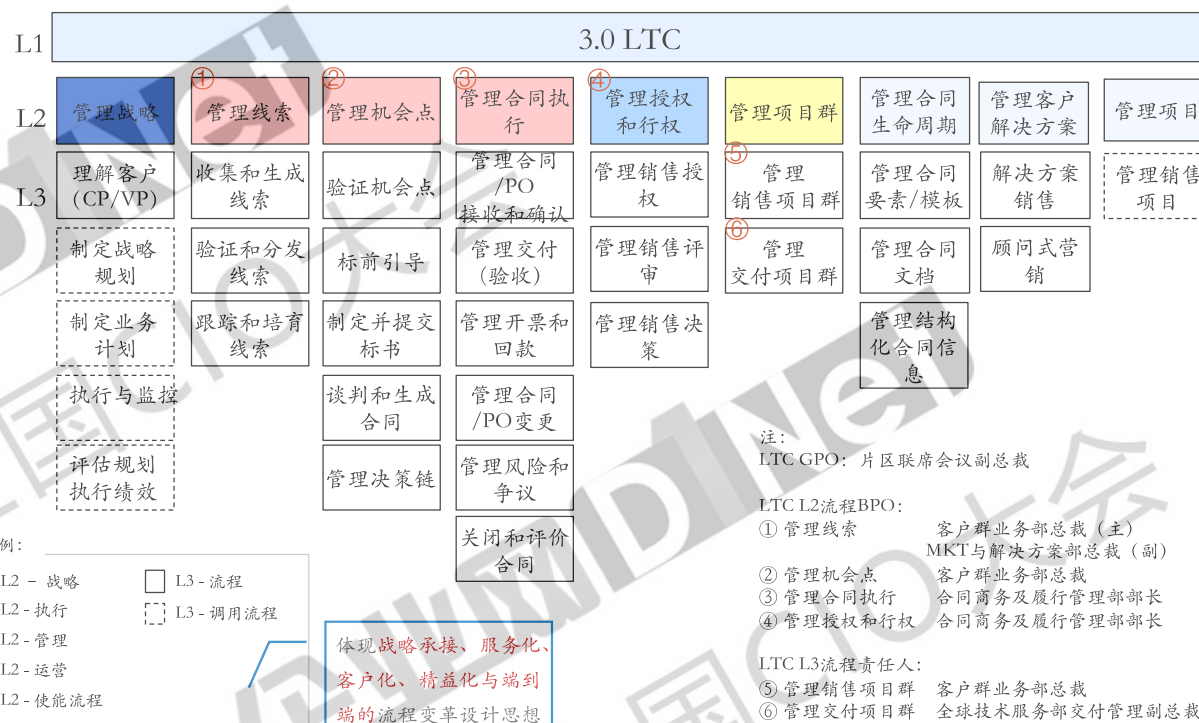 L1
3.0 LTC
L2
管理战略
①
管理线索
②
管理机会点
③
管理合同执
行
④
管理授权
和行权
管理项目群
管理合同
生命周期
管理客户
解决方案
管理项目
L3
理解客户
(CP/VP)
收集和生成
线索
验证机会点
管理合同
/PO
接收和确认
管理销售授
权
⑤
管理
销售项目群
管理合同
要素/模板
解决方案
销售
管理销售
项目
制定战略
规划
验证和分发
线索
标前引导
管理交付
(验收)
管理销售评
审
⑥
管理
交付项目群
管理合同
文档
顾问式营
销
制定业务
计划
跟踪和培育
线索
制定并提交
标书
管理开票和
回款
管理销售决
策
管理结构
化合同信
息
执行与监控
谈判和生成
合同
管理合同
/PO变更
评估规划
执行绩效
管理决策链
管理风险和
争议
关闭和评价
合同
例：
L2 – 战略
L3 - 流程
L2 - 执行
L3 - 调用流程
L2 - 管理
L2 - 运营
L2 - 使能流程
体现战略承接、服务化、
客户化、精益化与端到
端的流程变革设计思想
注：
LTC GPO：片区联席会议副总裁
LTC L2流程BPO：
① 管理线索 客户群业务部总裁（主）
MKT与解决方案部总裁（副）
② 管理机会点 客户群业务部总裁
③ 管理合同执行 合同商务及履行管理部部长
④ 管理授权和行权 合同商务及履行管理部部长
LTC L3流程责任人：
⑤ 管理销售项目群 客户群业务部总裁
⑥ 管理交付项目群 全球技术服务部交付管理副总裁
国CIO大会
国CIO大会